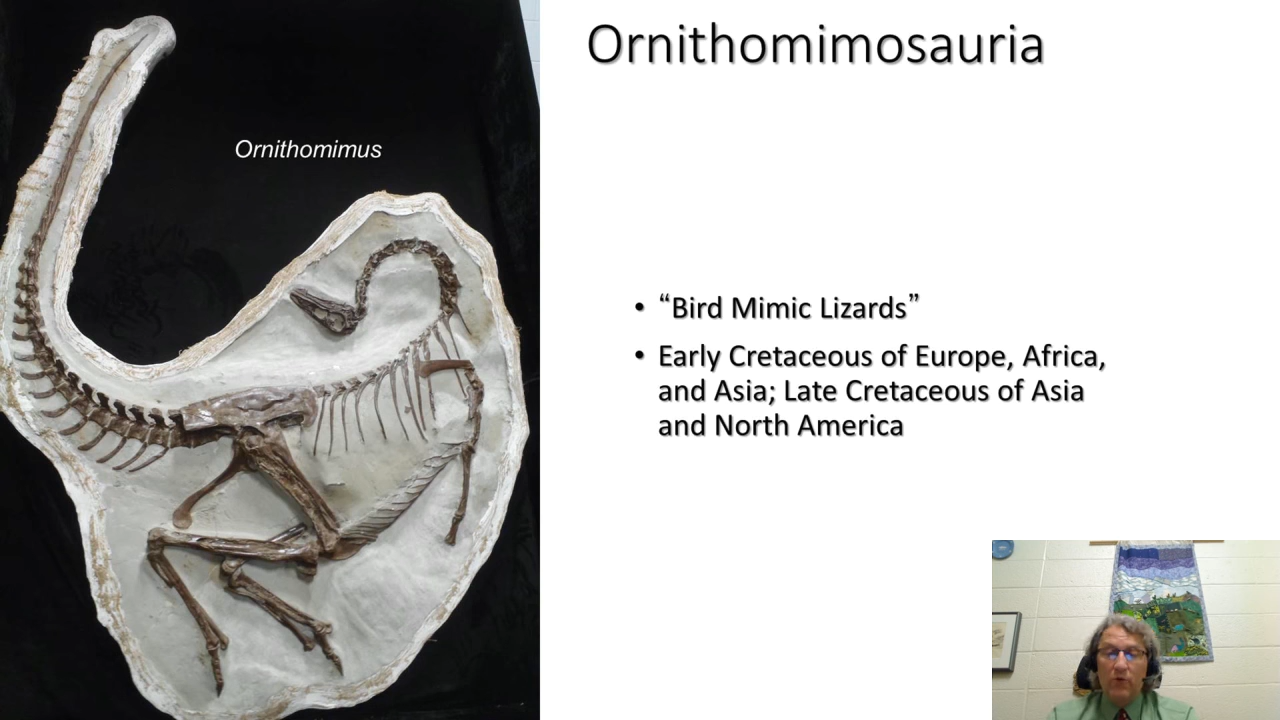 Ornithomimosauria
Ornithomimus
• “Bird Mimic Lizards”
• Early Cretaceous of Europe, Africa,
and Asia; Late Cretaceous of Asia
and North America